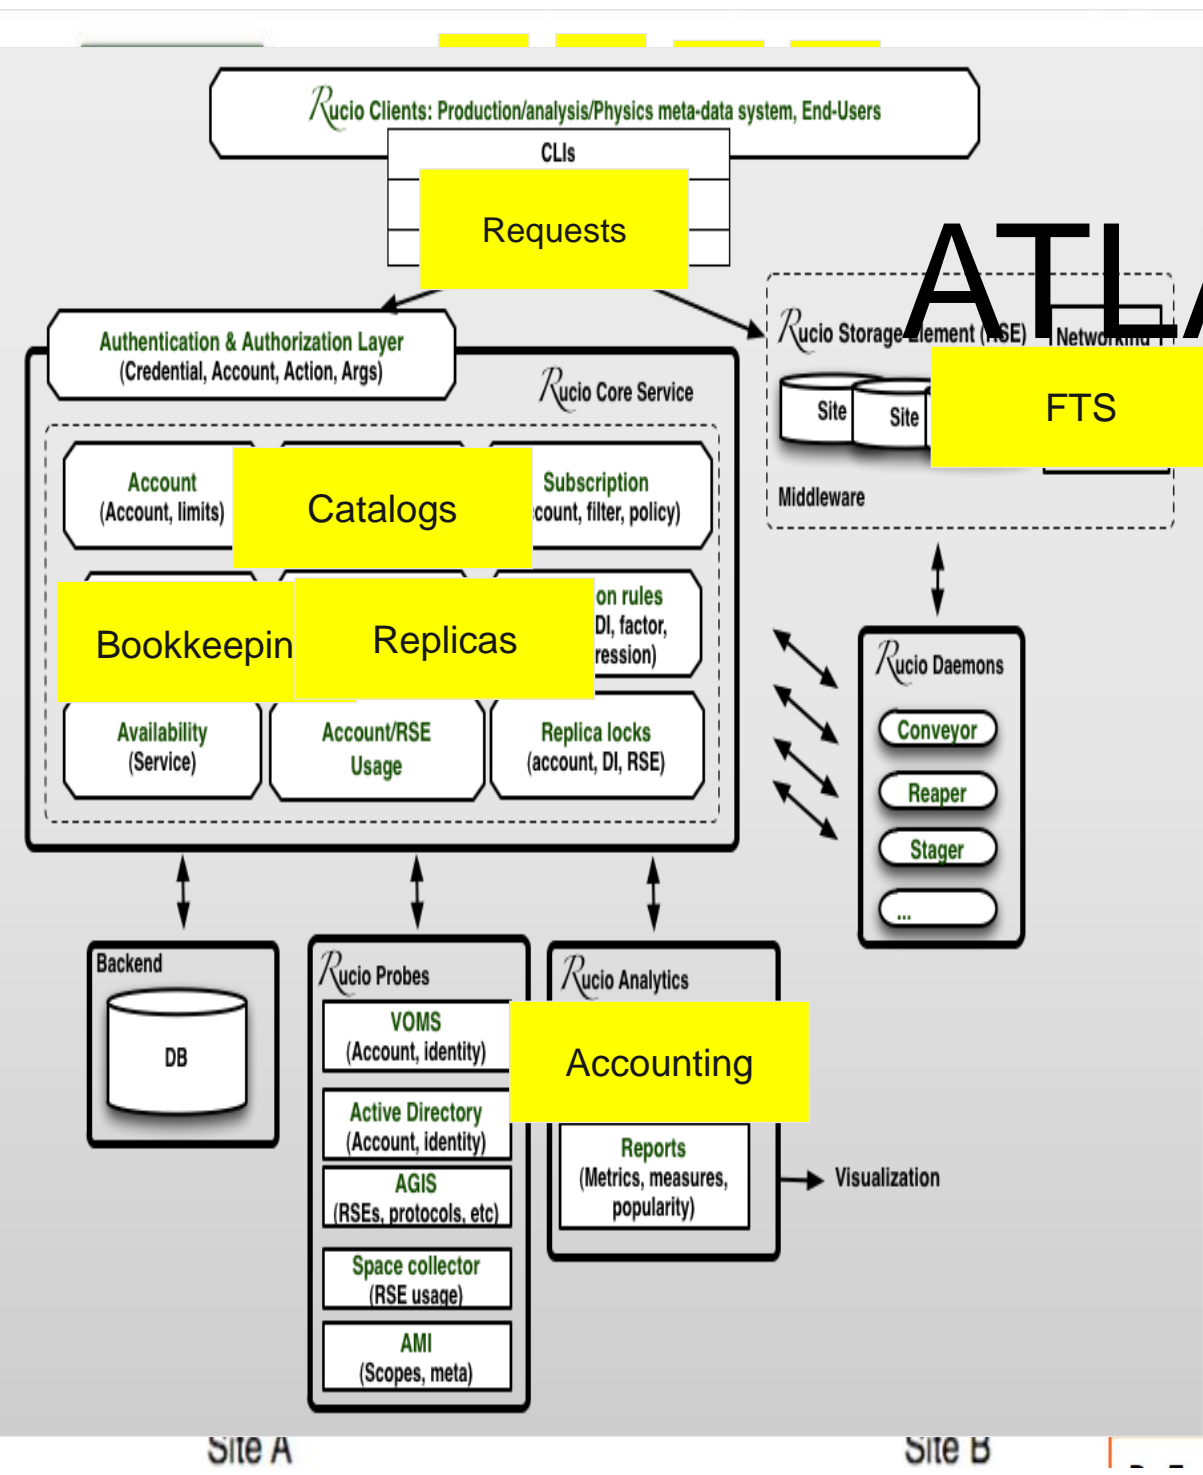 Rucio Clients: Production/analysis/Physics meta-data system, End-Users
CLIs
Requests
ATLA
Authentication & Authorization Layer
(Credential, Account, Action, Args)
Rucio Core Service
Rucio Storage Element (RSE)
Networking
Site
Site
FTS
Middleware
Account
(Account, limits)
Catalogs
Subscription
count, filter, policy)
Bookkeepin
Replicas
on rules
DI, factor,
ression)
Availability
(Service)
Account/RSE
Usage
Replica locks
(account, DI, RSE)
Rucio Daemons
Conveyor
Reaper
Stager
...
Backend
DB
Rucio Probes
VOMS
(Account, identity)
Active Directory
(Account, identity)
AGIS
(RSEs, protocols, etc)
Space collector
(RSE usage)
AMI
(Scopes, meta)
Rucio Analytics
Accounting
Reports
(Metrics, measures,
popularity)
Visualization
Site A
Site B